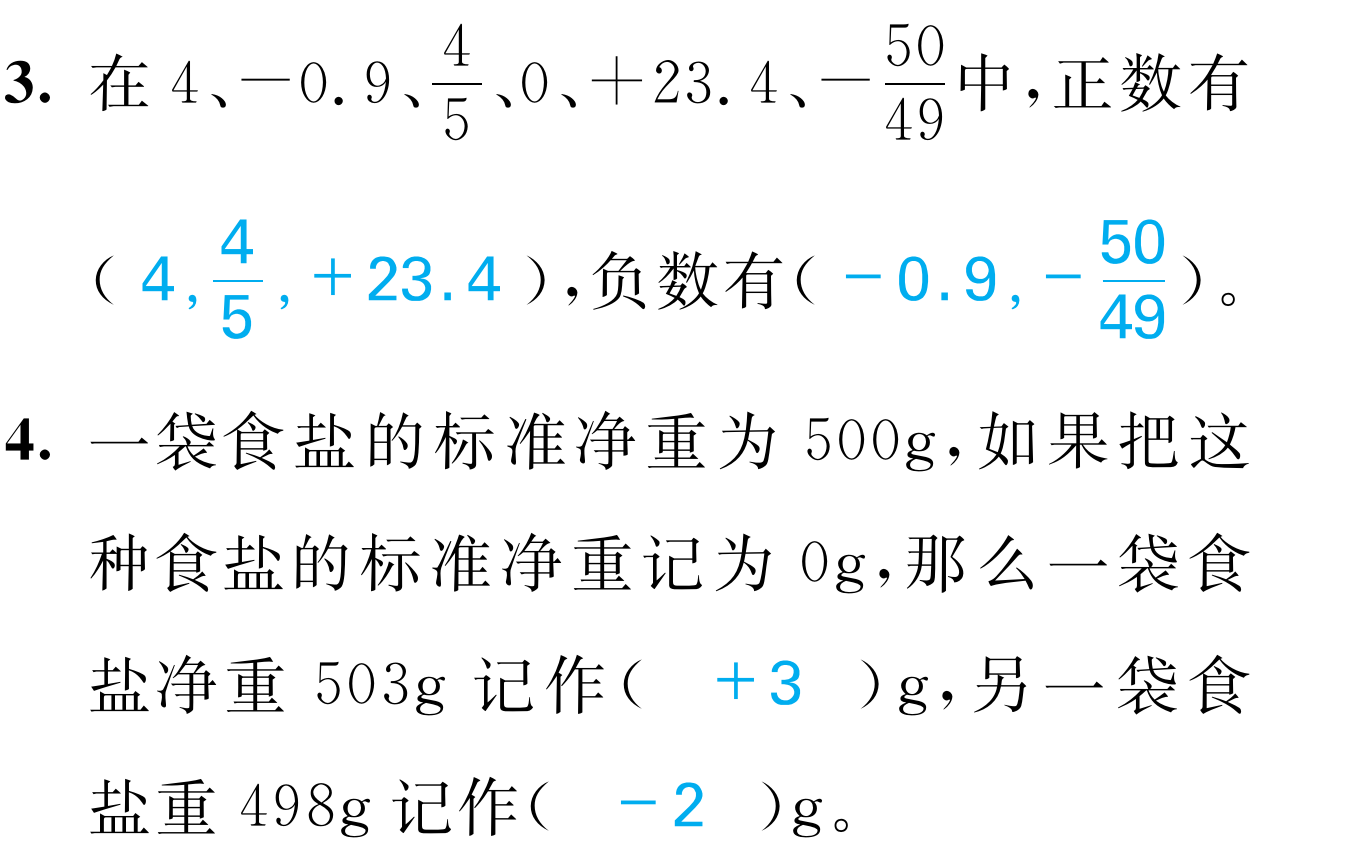 3. 在 4、－0.9、4/5、0、＋23.4、－50/49中,正数有
( 4,4/5,＋23.4 ),负数有(－0.9,－50/49)。
4. 一袋食盐的标准净重为 500g,如果把这
种食盐的标准净重记为 0g,那么一袋食
盐净重 503g 记作( ＋3 )g,另一袋食
盐重 498g 记作( －2 )g。